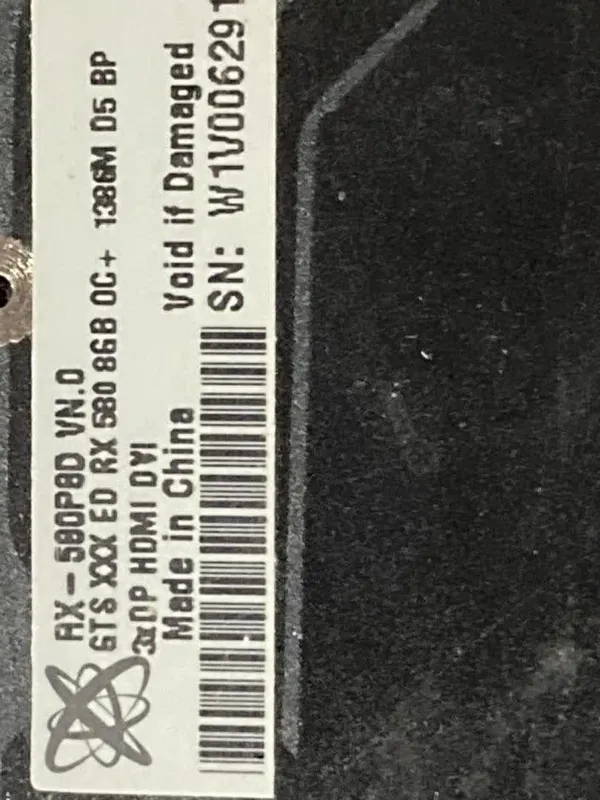 RX-580P8D VN.0
GTS XXX ED RX 580 8GB OC+ 1386M D5 BP
3xDP HDMI DVI
Made in China Void if Damaged
SN: W1V006291